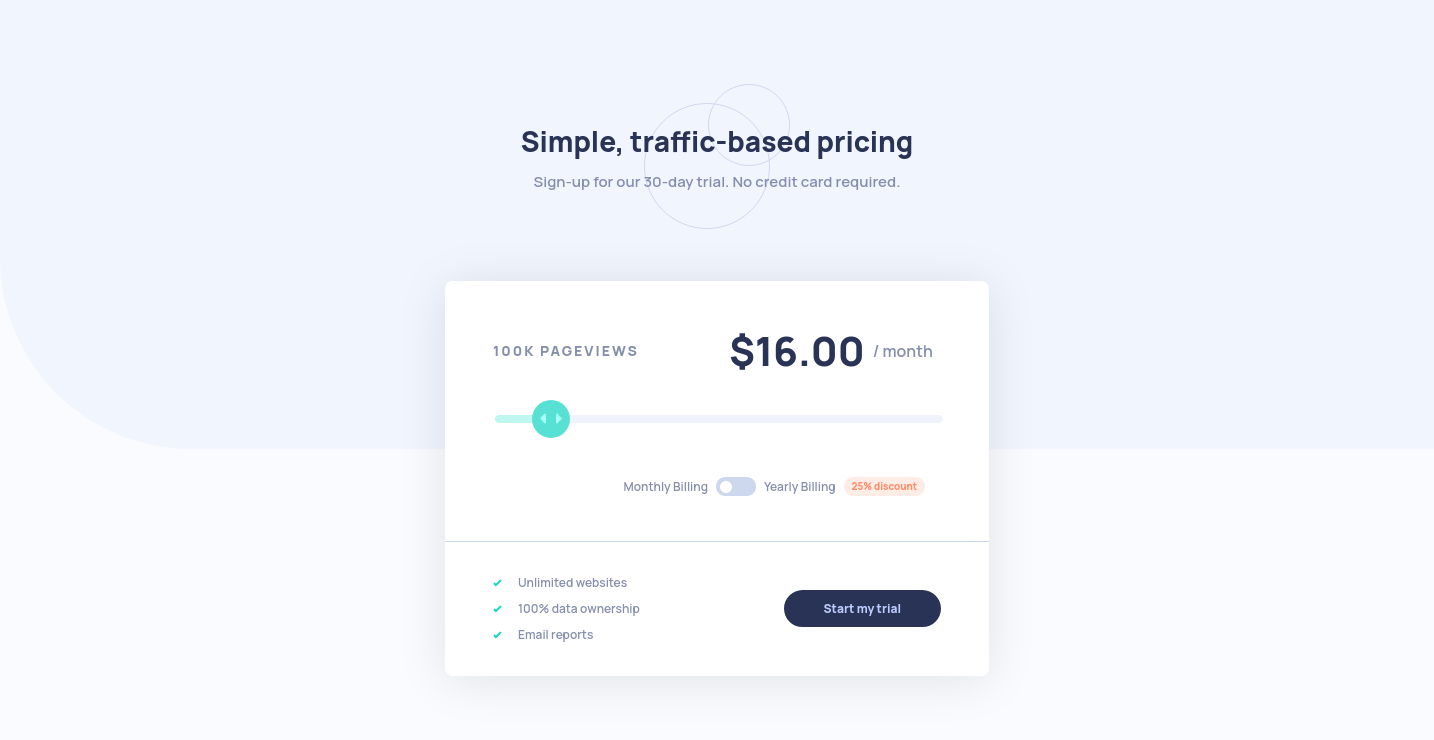 Simple, traffic-based pricing
Sign-up for our 30-day trial. No credit card required.
100K PAGEVIEWS
$16.00 / month
Monthly Billing Yearly Billing 25% discount
Unlimited websites
100% data ownership
Email reports
Start my trial